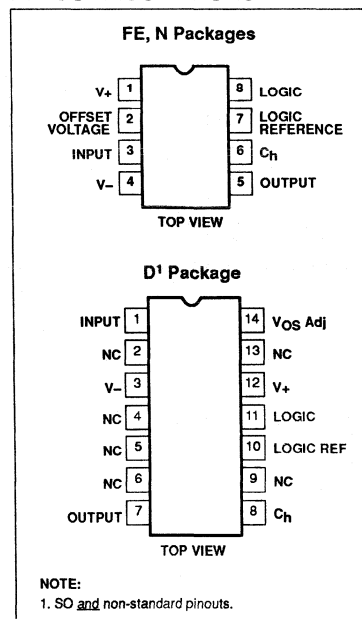 FE, N Packages
V+ 1 8 LOGIC
OFFSET VOLTAGE 2 7 LOGIC REFERENCE
INPUT 3 6 Ch
V– 4 5 OUTPUT
TOP VIEW
D1 Package
INPUT 1 14 VOS Adj
NC 2 13 NC
V– 3 12 V+
NC 4 11 LOGIC
NC 5 10 LOGIC REF
NC 6 9 NC
OUTPUT 7 8 Ch
TOP VIEW
NOTE:
1. SO and non-standard pinouts.